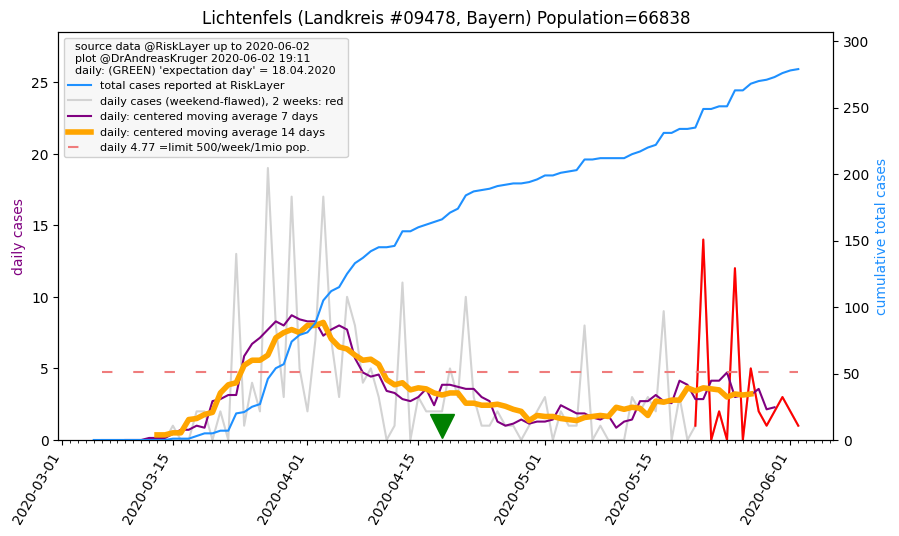 Lichtenfels (Landkreis #09478, Bayern) Population=66838
source data @RiskLayer up to 2020-06-02
plot @DrAndreasKruger 2020-06-02 19:11
daily: (GREEN) 'expectation day' = 18.04.2020
total cases reported at RiskLayer
daily cases (weekend-flawed), 2 weeks: red
daily: centered moving average 7 days
daily: centered moving average 14 days
daily 4.77 =limit 500/week/1mio pop.
daily cases
25
20
15
10
5
0
cumulative total cases
300
250
200
150
100
50
0
2020-03-01
2020-03-15
2020-04-01
2020-04-15
2020-05-01
2020-05-15
2020-06-01